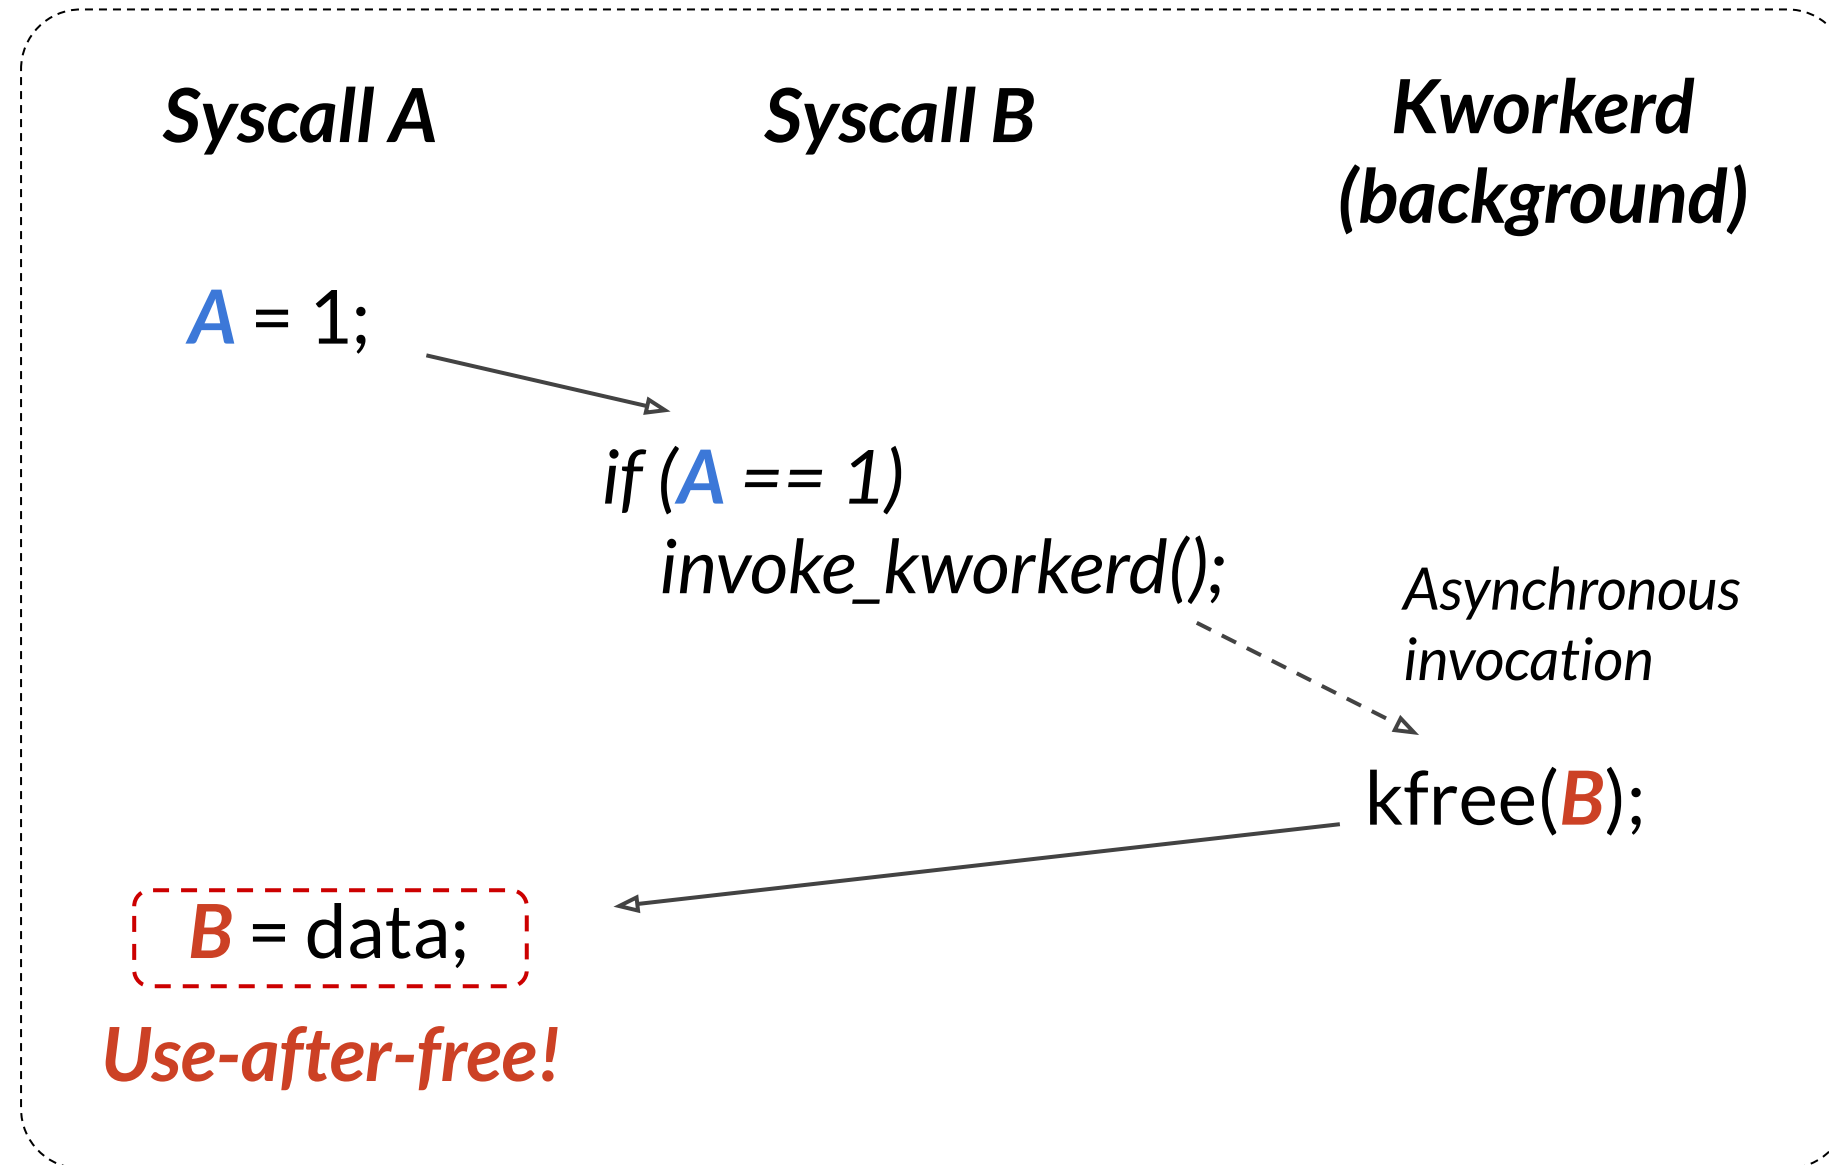 Syscall A
Syscall B
Kworkerd
(background)
A = 1;
if (A == 1)
invoke_kworkerd();
Asynchronous
invocation
kfree(B);
B = data;
Use-after-free!